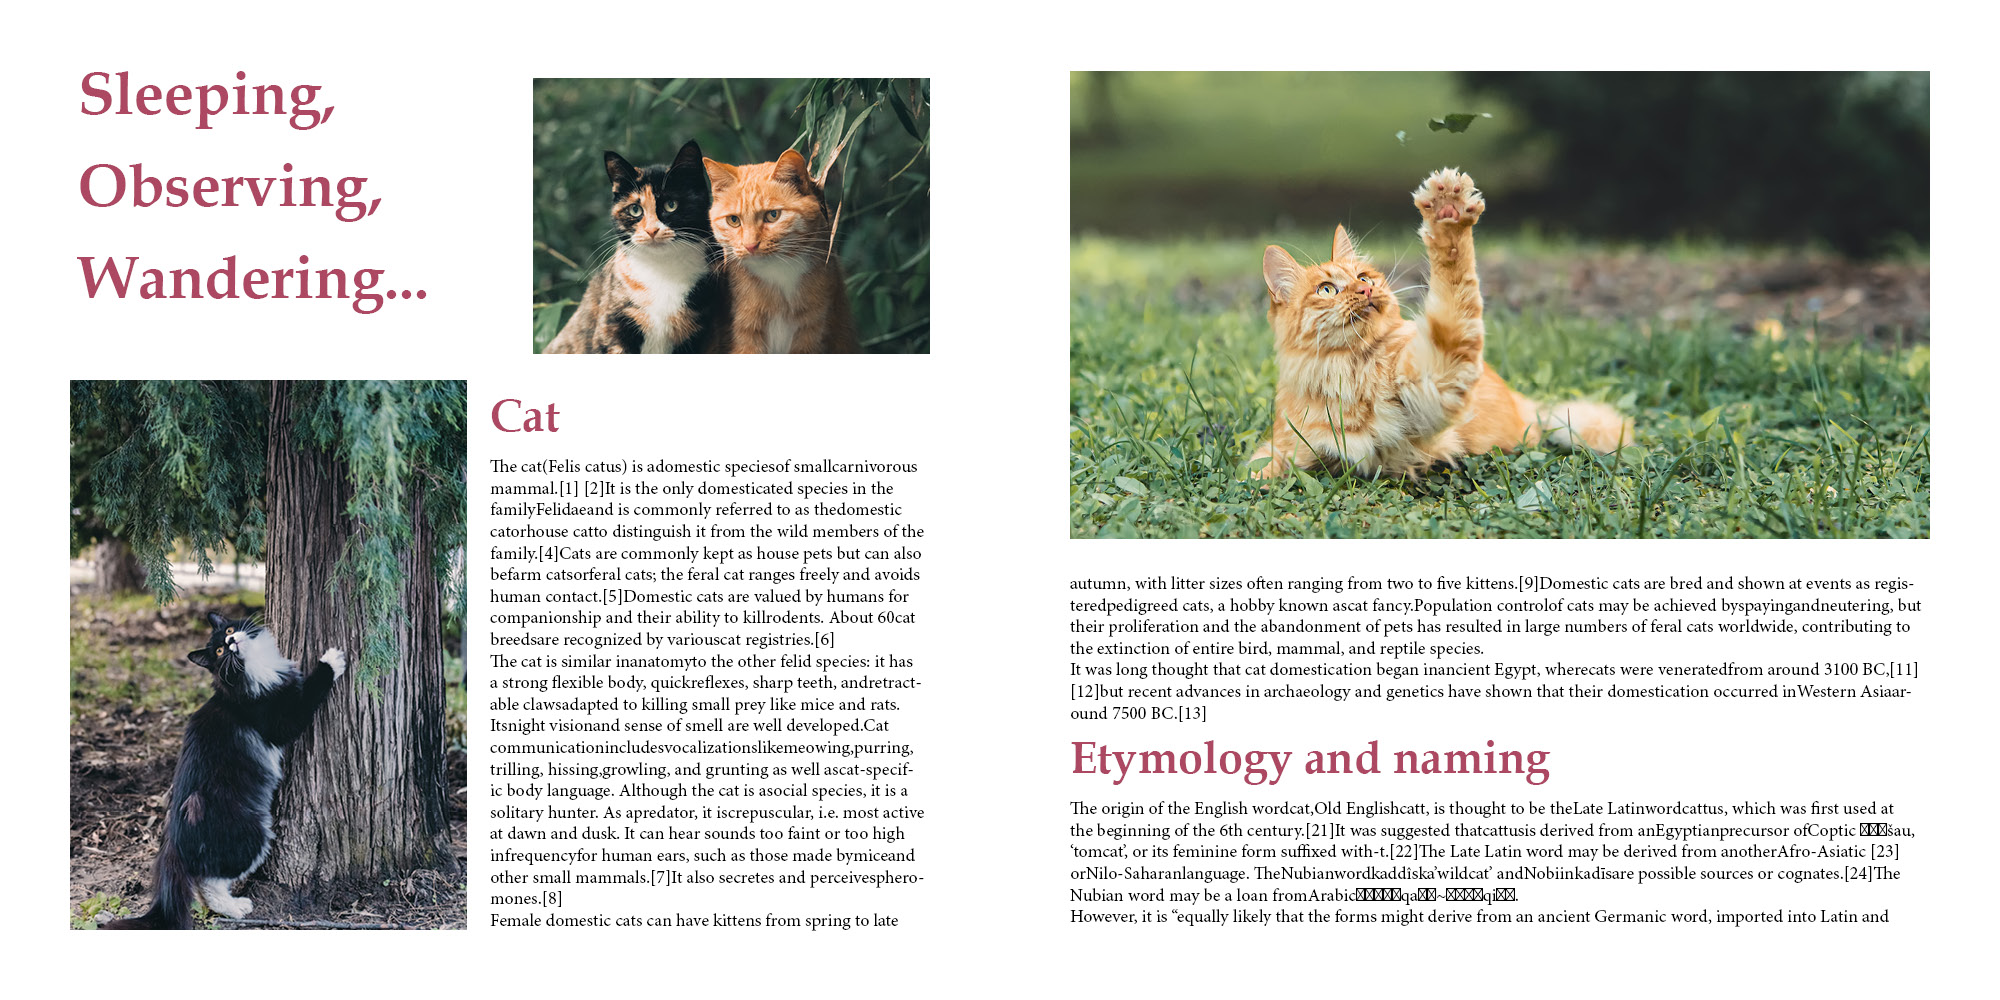 Sleeping,
Observing,
Wandering...
Cat
The cat(Felis catus) is adomestic speciesof smallcarnivorous
mammal.[1] [2]It is the only domesticated species in the
familyFelidaeand is commonly referred to as thedomestic
catorhouse catto distinguish it from the wild members of the
family.[4]Cats are commonly kept as house pets but can also
befarm catsorferal cats; the feral cat ranges freely and avoids
human contact.[5]Domestic cats are valued by humans for
companionship and their ability to killrodents. About 60cat
breedsare recognized by variouscat registries.[6]
The cat is similar inanatomyto the other felid species: it has
a strong flexible body, quickreflexes, sharp teeth, andretract-
able clawsadapted to killing small prey like mice and rats.
Itsnight visionand sense of smell are well developed.Cat
communicationincludesvocalizationslikemeowing,purring,
trilling, hissing,growling, and grunting as well ascat-specif-
ic body language. Although the cat is asocial species, it is a
solitary hunter. As apredator, it iscrepuscular, i.e. most active
at dawn and dusk. It can hear sounds too faint or too high
infrequencyfor human ears, such as those made bymiceand
other small mammals.[7]It also secretes and perceivesphero-
mones.[8]
Female domestic cats can have kittens from spring to late
autumn, with litter sizes often ranging from two to five kittens.[9]Domestic cats are bred and shown at events as regis-
teredpedigreed cats, a hobby known ascat fancy.Population controlof cats may be achieved byspayingandneutering, but
their proliferation and the abandonment of pets has resulted in large numbers of feral cats worldwide, contributing to
the extinction of entire bird, mammal, and reptile species.
It was long thought that cat domestication began inancient Egypt, wherecats were veneratedfrom around 3100 BC,[11]
[12]but recent advances in archaeology and genetics have shown that their domestication occurred inWestern Asiaar-
ound 7500 BC.[13]
Etymology and naming
The origin of the English wordcat,Old Englishcatt, is thought to be theLate Latinwordcattus, which was first used at
the beginning of the 6th century.[21]It was suggested thatcattusis derived from anEgyptianprecursor ofCoptic šau,
‘tomcat’, or its feminine form suffixed with-t.[22]The Late Latin word may be derived from anotherAfro-Asiatic [23]
orNilo-Saharanlanguage. TheNubianwordkaddîska’wildcat’ andNobiinkadīsare possible sources or cognates.[24]The
Nubian word may be a loan fromArabic qa ~ qi .
However, it is “equally likely that the forms might derive from an ancient Germanic word, imported into Latin and